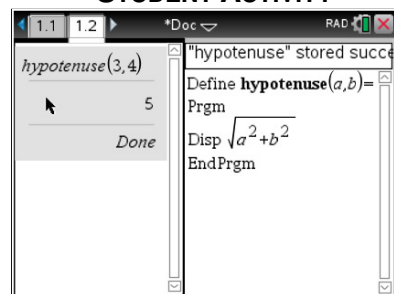 STUDENT ACTIVITY
1.1 1.2 *Doc RAD
hypotenuse(3,4)
5
Done
"hypotenuse" stored succe
Define hypotenuse(a,b)=
Prgm
Disp √a²+b²
EndPrgm